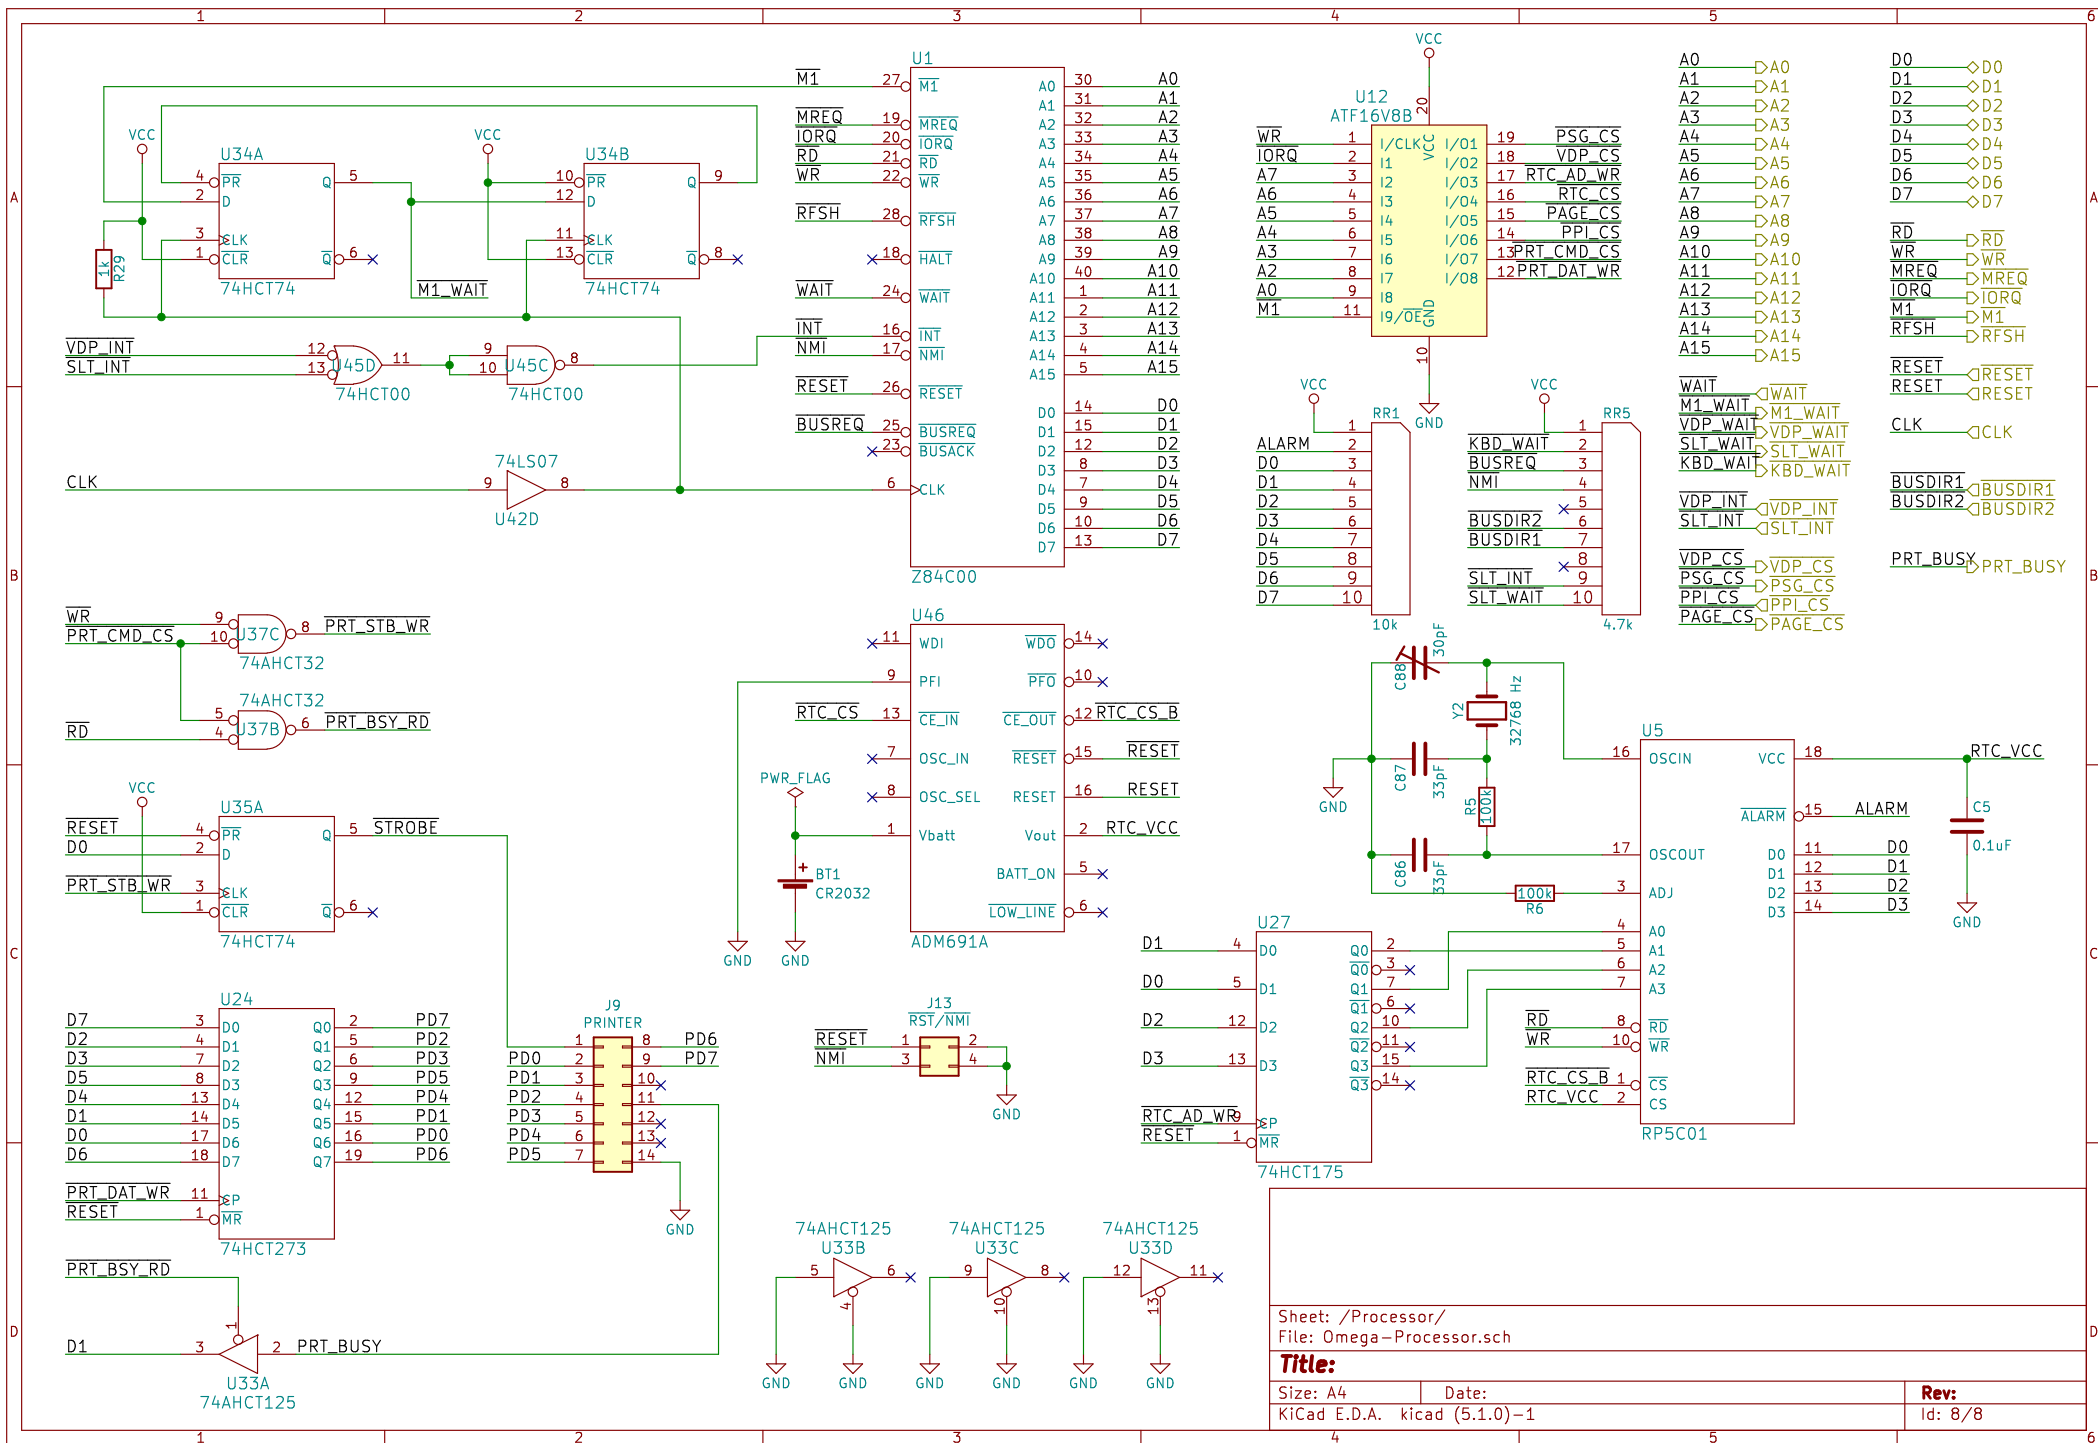 1 2 3 4 5 6
A
B
C
D
M1
VCC
U34A
4 PR Q 5
2 D
3 CLK
1 CLR Q 6
74HCT74
1k
R29
VCC
U34B
10 PR Q 9
12 D
11 CLK
13 CLR Q 8
74HCT74
M1_WAIT
VDP_INT 12
SLT_INT 13
U45D 11
74HCT00
9
10
U45C 8
74HCT00
74LS07
CLK 9 8
U42D
U1
M1 27 M1
MREQ 19 MREQ
IORQ 20 IORQ
RD 21 RD
WR 22 WR
RFSH 28 RFSH
18 HALT
WAIT 24 WAIT
INT 16 INT
NMI 17 NMI
RESET 26 RESET
BUSREQ 25 BUSREQ
23 BUSACK
6 CLK
A0 30 A0
A1 31 A1
A2 32 A2
A3 33 A3
A4 34 A4
A5 35 A5
A6 36 A6
A7 37 A7
A8 38 A8
A9 39 A9
A10 40 A10
A11 1 A11
A12 2 A12
A13 3 A13
A14 4 A14
A15 5 A15
D0 14 D0
D1 15 D1
D2 12 D2
D3 8 D3
D4 7 D4
D5 9 D5
D6 10 D6
D7 13 D7
Z84C00
VCC
20
U12
ATF16V8B
WR 1 I/CLK VCC I/O1 19 PSG_CS
IORQ 2 I1 I/O2 18 VDP_CS
A7 3 I2 I/O3 17 RTC_AD_WR
A6 4 I3 I/O4 16 RTC_CS
A5 5 I4 I/O5 15 PAGE_CS
A4 6 I5 I/O6 14 PPI_CS
A3 7 I6 I/O7 13 PRT_CMD_CS
A2 8 I7 I/O8 12 PRT_DAT_WR
A0 9 I8
M1 11 I9/OE GND
10
GND
VCC
RR1
1
ALARM 2
D0 3
D1 4
D2 5
D3 6
D4 7
D5 8
D6 9
D7 10
10k
VCC
RR5
1
KBD_WAIT 2
BUSREQ 3
NMI 4
5
BUSDIR2 6
BUSDIR1 7
8
SLT_INT 9
SLT_WAIT 10
4.7k
A0 A0
A1 A1
A2 A2
A3 A3
A4 A4
A5 A5
A6 A6
A7 A7
A8 A8
A9 A9
A10 A10
A11 A11
A12 A12
A13 A13
A14 A14
A15 A15
WAIT WAIT
M1_WAIT M1_WAIT
VDP_WAIT VDP_WAIT
SLT_WAIT SLT_WAIT
KBD_WAIT KBD_WAIT
VDP_INT VDP_INT
SLT_INT SLT_INT
VDP_CS VDP_CS
PSG_CS PSG_CS
PPI_CS PPI_CS
PAGE_CS PAGE_CS
D0 D0
D1 D1
D2 D2
D3 D3
D4 D4
D5 D5
D6 D6
D7 D7
RD RD
WR WR
MREQ MREQ
IORQ IORQ
M1 M1
RFSH RFSH
RESET RESET
RESET RESET
CLK CLK
BUSDIR1 BUSDIR1
BUSDIR2 BUSDIR2
PRT_BUSY PRT_BUSY
WR 9
PRT_CMD_CS 10
U37C 8 PRT_STB_WR
74AHCT32
74AHCT32
5
RD 4
U37B 6 PRT_BSY_RD
VCC
U35A
RESET 4 PR Q 5 STROBE
D0 2 D
PRT_STB_WR 3 CLK
1 CLR Q 6
74HCT74
U46
11 WDI WDO 14
9 PFI PFO 10
RTC_CS 13 CE_IN CE_OUT 12 RTC_CS_B
7 OSC_IN RESET 15 RESET
8 OSC_SEL RESET 16 RESET
1 Vbatt Vout 2 RTC_VCC
BATT_ON 5
LOW_LINE 6
ADM691A
PWR_FLAG
+
BT1
CR2032
GND GND
C88 30pF
Y2 32768 Hz
C87 33pF
GND
R5 100k
C86 33pF
100k
R6
U5
16 OSCIN VCC 18 RTC_VCC
ALARM 15 ALARM
17 OSCOUT D0 11 D0
D1 12 D1
3 ADJ D2 13 D2
D3 14 D3
4 A0
5 A1
6 A2
7 A3
RD 8 RD
WR 10 WR
RTC_CS_B 1 CS
RTC_VCC 2 CS
RP5C01
C5
0.1uF
GND
U27
D1 4 D0 Q0 2
Q0 3
D0 5 D1 Q1 7
Q1 6
D2 12 D2 Q2 10
Q2 11
D3 13 D3 Q3 15
Q3 14
RTC_AD_WR 9 CP
RESET 1 MR
74HCT175
U24
D7 3 D0 Q0 2 PD7
D2 4 D1 Q1 5 PD2
D3 7 D2 Q2 6 PD3
D5 8 D3 Q3 9 PD5
D4 13 D4 Q4 12 PD4
D1 14 D5 Q5 15 PD1
D0 17 D6 Q6 16 PD0
D6 18 D7 Q7 19 PD6
PRT_DAT_WR 11 CP
RESET 1 MR
74HCT273
J9
PRINTER
1 8 PD6
PD0 2 9 PD7
PD1 3 10
PD2 4 11
PD3 5 12
PD4 6 13
PD5 7 14
GND
J13
RST/NMI
RESET 1 2
NMI 3 4
GND
PRT_BSY_RD
1
D1 3 2 PRT_BUSY
U33A
74AHCT125
74AHCT125
U33B
5 6
4
GND GND
74AHCT125
U33C
9 8
10
GND GND
74AHCT125
U33D
12 11
13
GND GND
Sheet: /Processor/
File: Omega-Processor.sch
Title:
Size: A4 Date: Rev:
KiCad E.D.A. kicad (5.1.0)-1 Id: 8/8
A
B
C
D
1 2 3 4 5 6